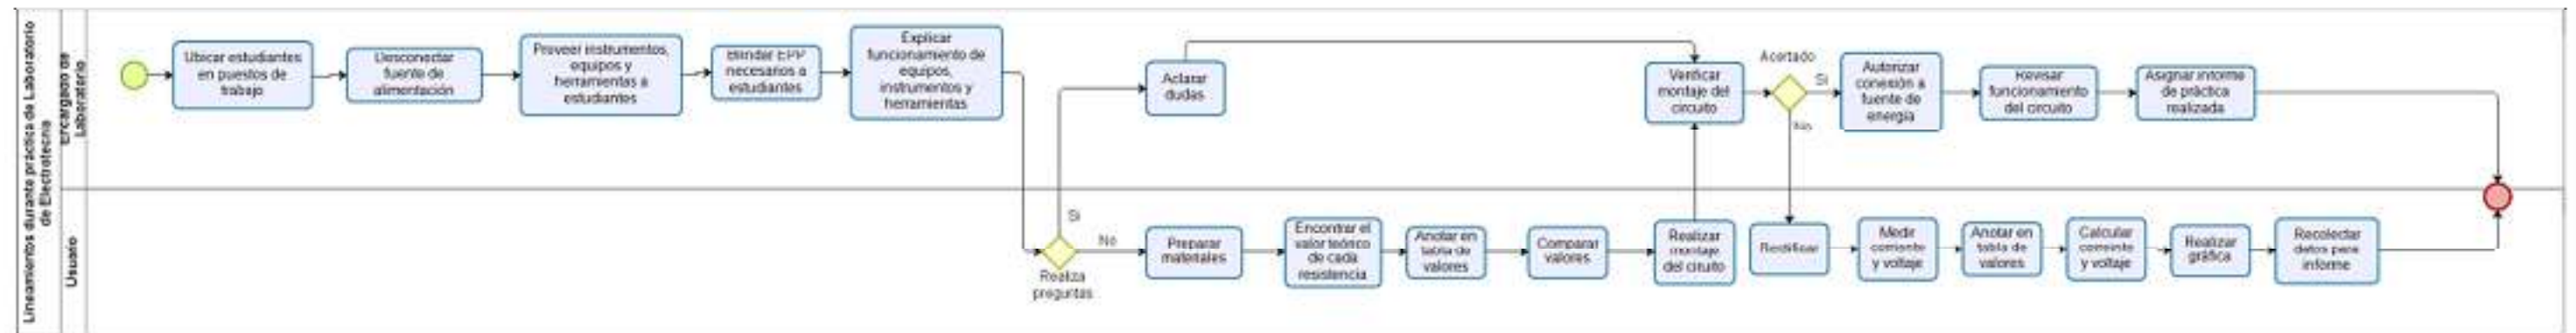 Lineamientos durante práctica de Laboratorio
de Electrotecnia
Encargado de
Laboratorio
Ubicar estudiantes
en puestos de
trabajo
Desconectar
fuente de
alimentación
Proveer instrumentos,
equipos y
herramientas a
estudiantes
Brindar EPP
necesarios a
estudiantes
Explicar
funcionamiento de
equipos,
instrumentos y
herramientas
Aclarar
dudas
Verificar
montaje del
circuito
Acertado
Si
No
Autorizar
conexión a
fuente de
energía
Revisar
funcionamiento
del circuito
Asignar informe
de práctica
realizada
Usuario
Si
No
Realiza
preguntas
Preparar
materiales
Encontrar el
valor teórico
de cada
resistencia
Anotar en
tabla de
valores
Comparar
valores
Realizar
montaje
del ciruito
Rectificar
Medir
corriente
y voltaje
Anotar en
tabla de
valores
Calcular
y voltaje
Realizar
gráfica
Recolectar
datos para
informe